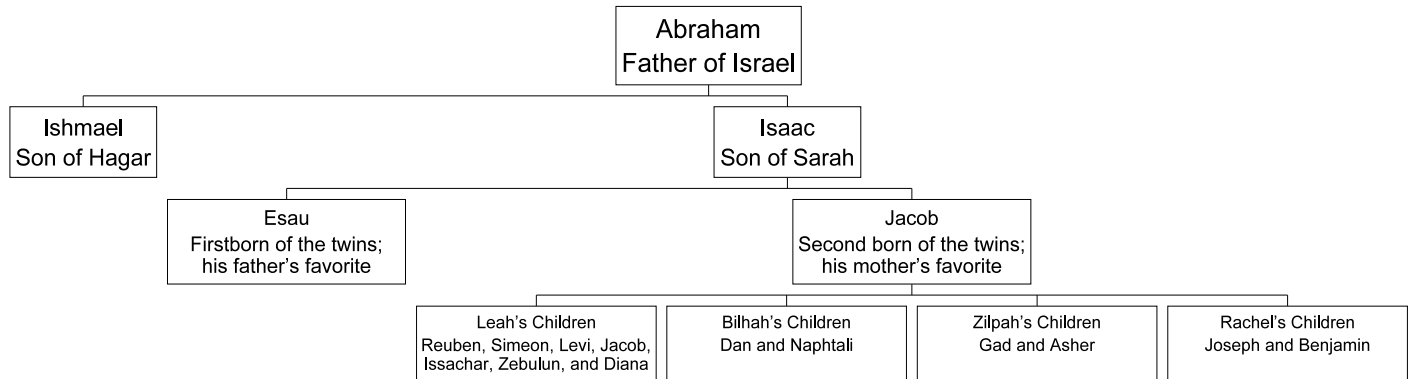 Abraham
Father of Israel
Ishmael
Son of Hagar
Isaac
Son of Sarah
Esau
Firstborn of the twins;
his father's favorite
Jacob
Second born of the twins;
his mother's favorite
Leah's Children
Reuben, Simeon, Levi, Jacob,
Issachar, Zebulun, and Diana
Bilhah's Children
Dan and Naphtali
Zilpah's Children
Gad and Asher
Rachel's Children
Joseph and Benjamin